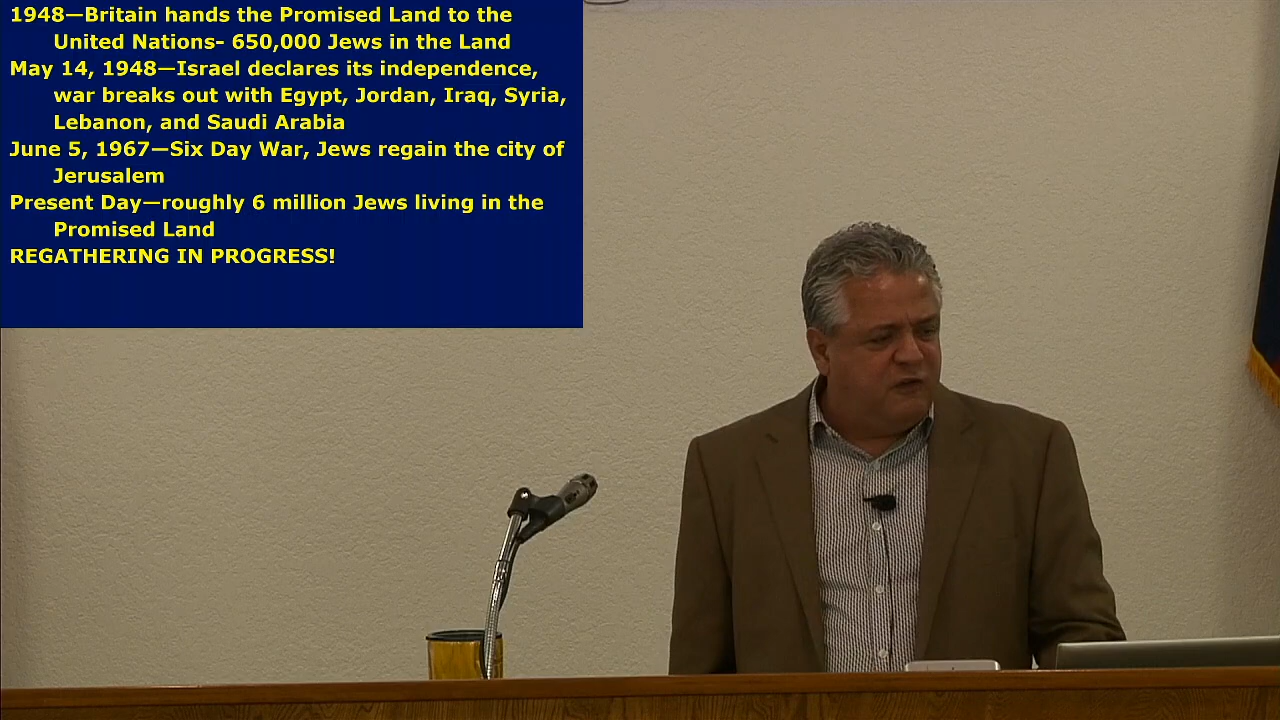 1948—Britain hands the Promised Land to the
United Nations- 650,000 Jews in the Land
May 14, 1948—Israel declares its independence,
war breaks out with Egypt, Jordan, Iraq, Syria,
Lebanon, and Saudi Arabia
June 5, 1967—Six Day War, Jews regain the city of
Jerusalem
Present Day—roughly 6 million Jews living in the
Promised Land
REGATHERING IN PROGRESS!